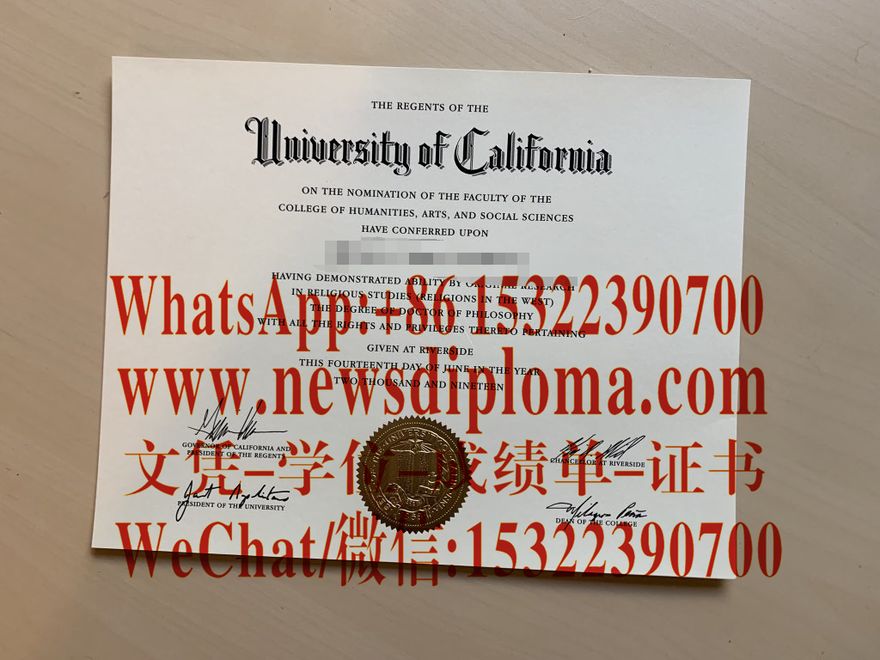 THE REGENTS OF THE
University of California
ON THE NOMINATION OF THE FACULTY OF THE
COLLEGE OF HUMANITIES, ARTS, AND SOCIAL SCIENCES
HAVE CONFERRED UPON
HAVING DEMONSTRATED ABILITY BY ORIGINAL RESEARCH
IN RELIGIOUS STUDIES (RELIGIONS IN THE WEST)
WhatsApp:+86 15322390700
THE DEGREE OF DOCTOR OF PHILOSOPHY
WITH ALL THE RIGHTS AND PRIVILEGES THERETO PERTAINING
GIVEN AT RIVERSIDE
THIS FOURTEENTH DAY OF JUNE IN THE YEAR
TWO THOUSAND AND NINETEEN
www.newsdiploma.com
GOVERNOR OF CALIFORNIA AND
PRESIDENT OF THE REGENTS
CHANCELLOR AT RIVERSIDE
文凭-学位-成绩单-证书
PRESIDENT OF THE UNIVERSITY
DEAN OF THE COLLEGE
WeChat/微信:15322390700